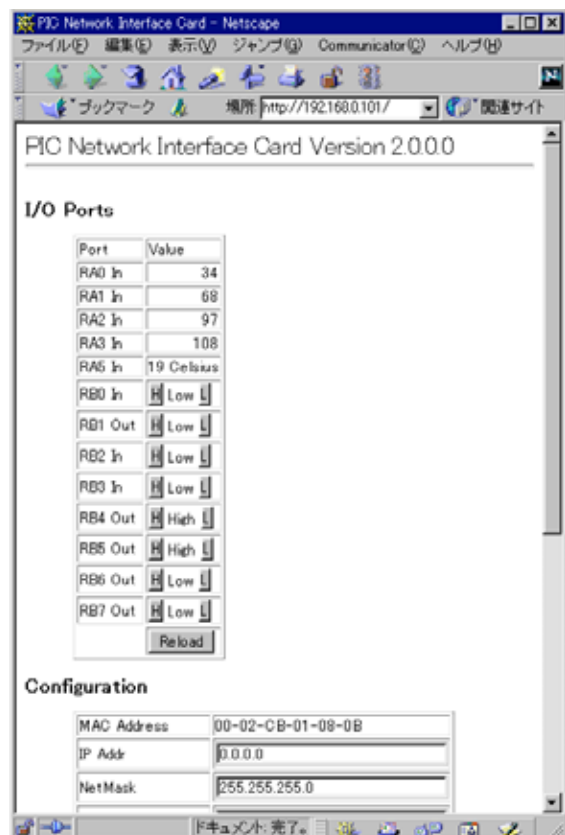 PIC Network Interface Card - Netscape
ファイル(F) 編集(E) 表示(V) ジャンプ(G) Communicator(C) ヘルプ(H)
ブックマーク 場所 http://192.168.0.101/ 関連サイト
PIC Network Interface Card Version 2.0.0.0
I/O Ports
Port Value
RA0 In 34
RA1 In 68
RA2 In 97
RA3 In 108
RA5 In 19 Celsius
RB0 In H Low L
RB1 Out H Low L
RB2 In H Low L
RB3 In H Low L
RB4 Out H High L
RB5 Out H High L
RB6 Out H Low L
RB7 Out H Low L
Reload
Configuration
MAC Address 00-02-CB-01-08-0B
IP Addr 0.0.0.0
NetMask 255.255.255.0
ドキュメント: 完了。